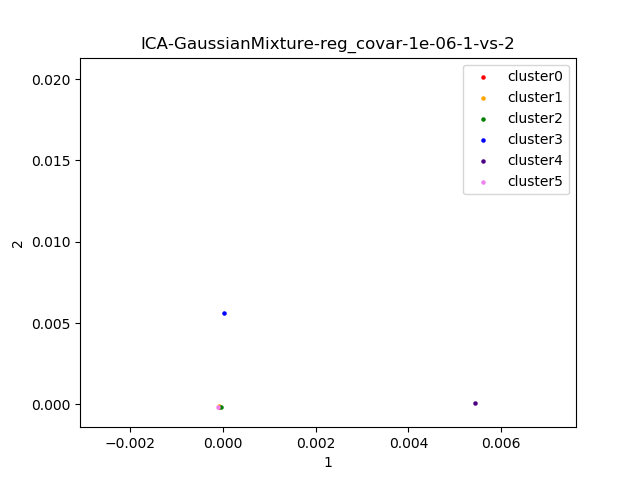 ICA-GaussianMixture-reg_covar-1e-06-1-vs-2
0.020
0.015
0.010
0.005
0.000
2
cluster0
cluster1
cluster2
cluster3
cluster4
cluster5
−0.002 0.000 0.002 0.004 0.006
1